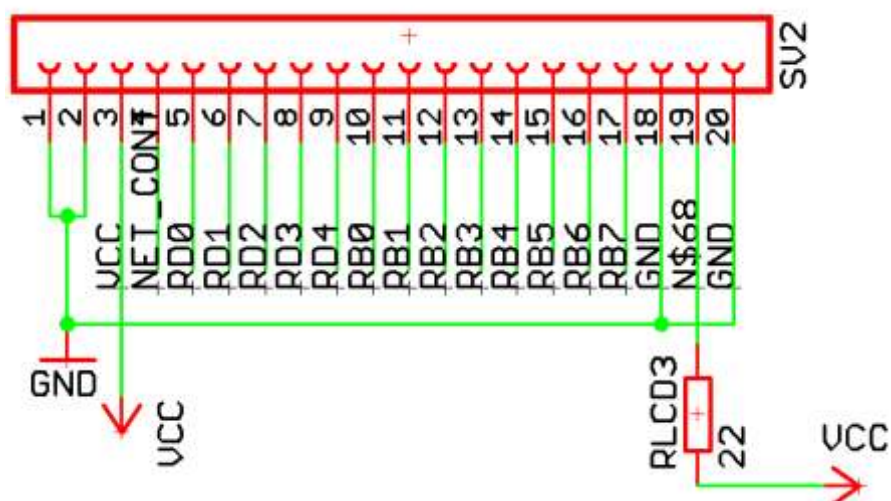 SV2
1
2
3
4
5
6
7
8
9
10
11
12
13
14
15
16
17
18
19
20
VCC
NET_CONT
RD0
RD1
RD2
RD3
RD4
RB0
RB1
RB2
RB3
RB4
RB5
RB6
RB7
GND
N$68
GND
GND
VCC
RLCD3
22
VCC